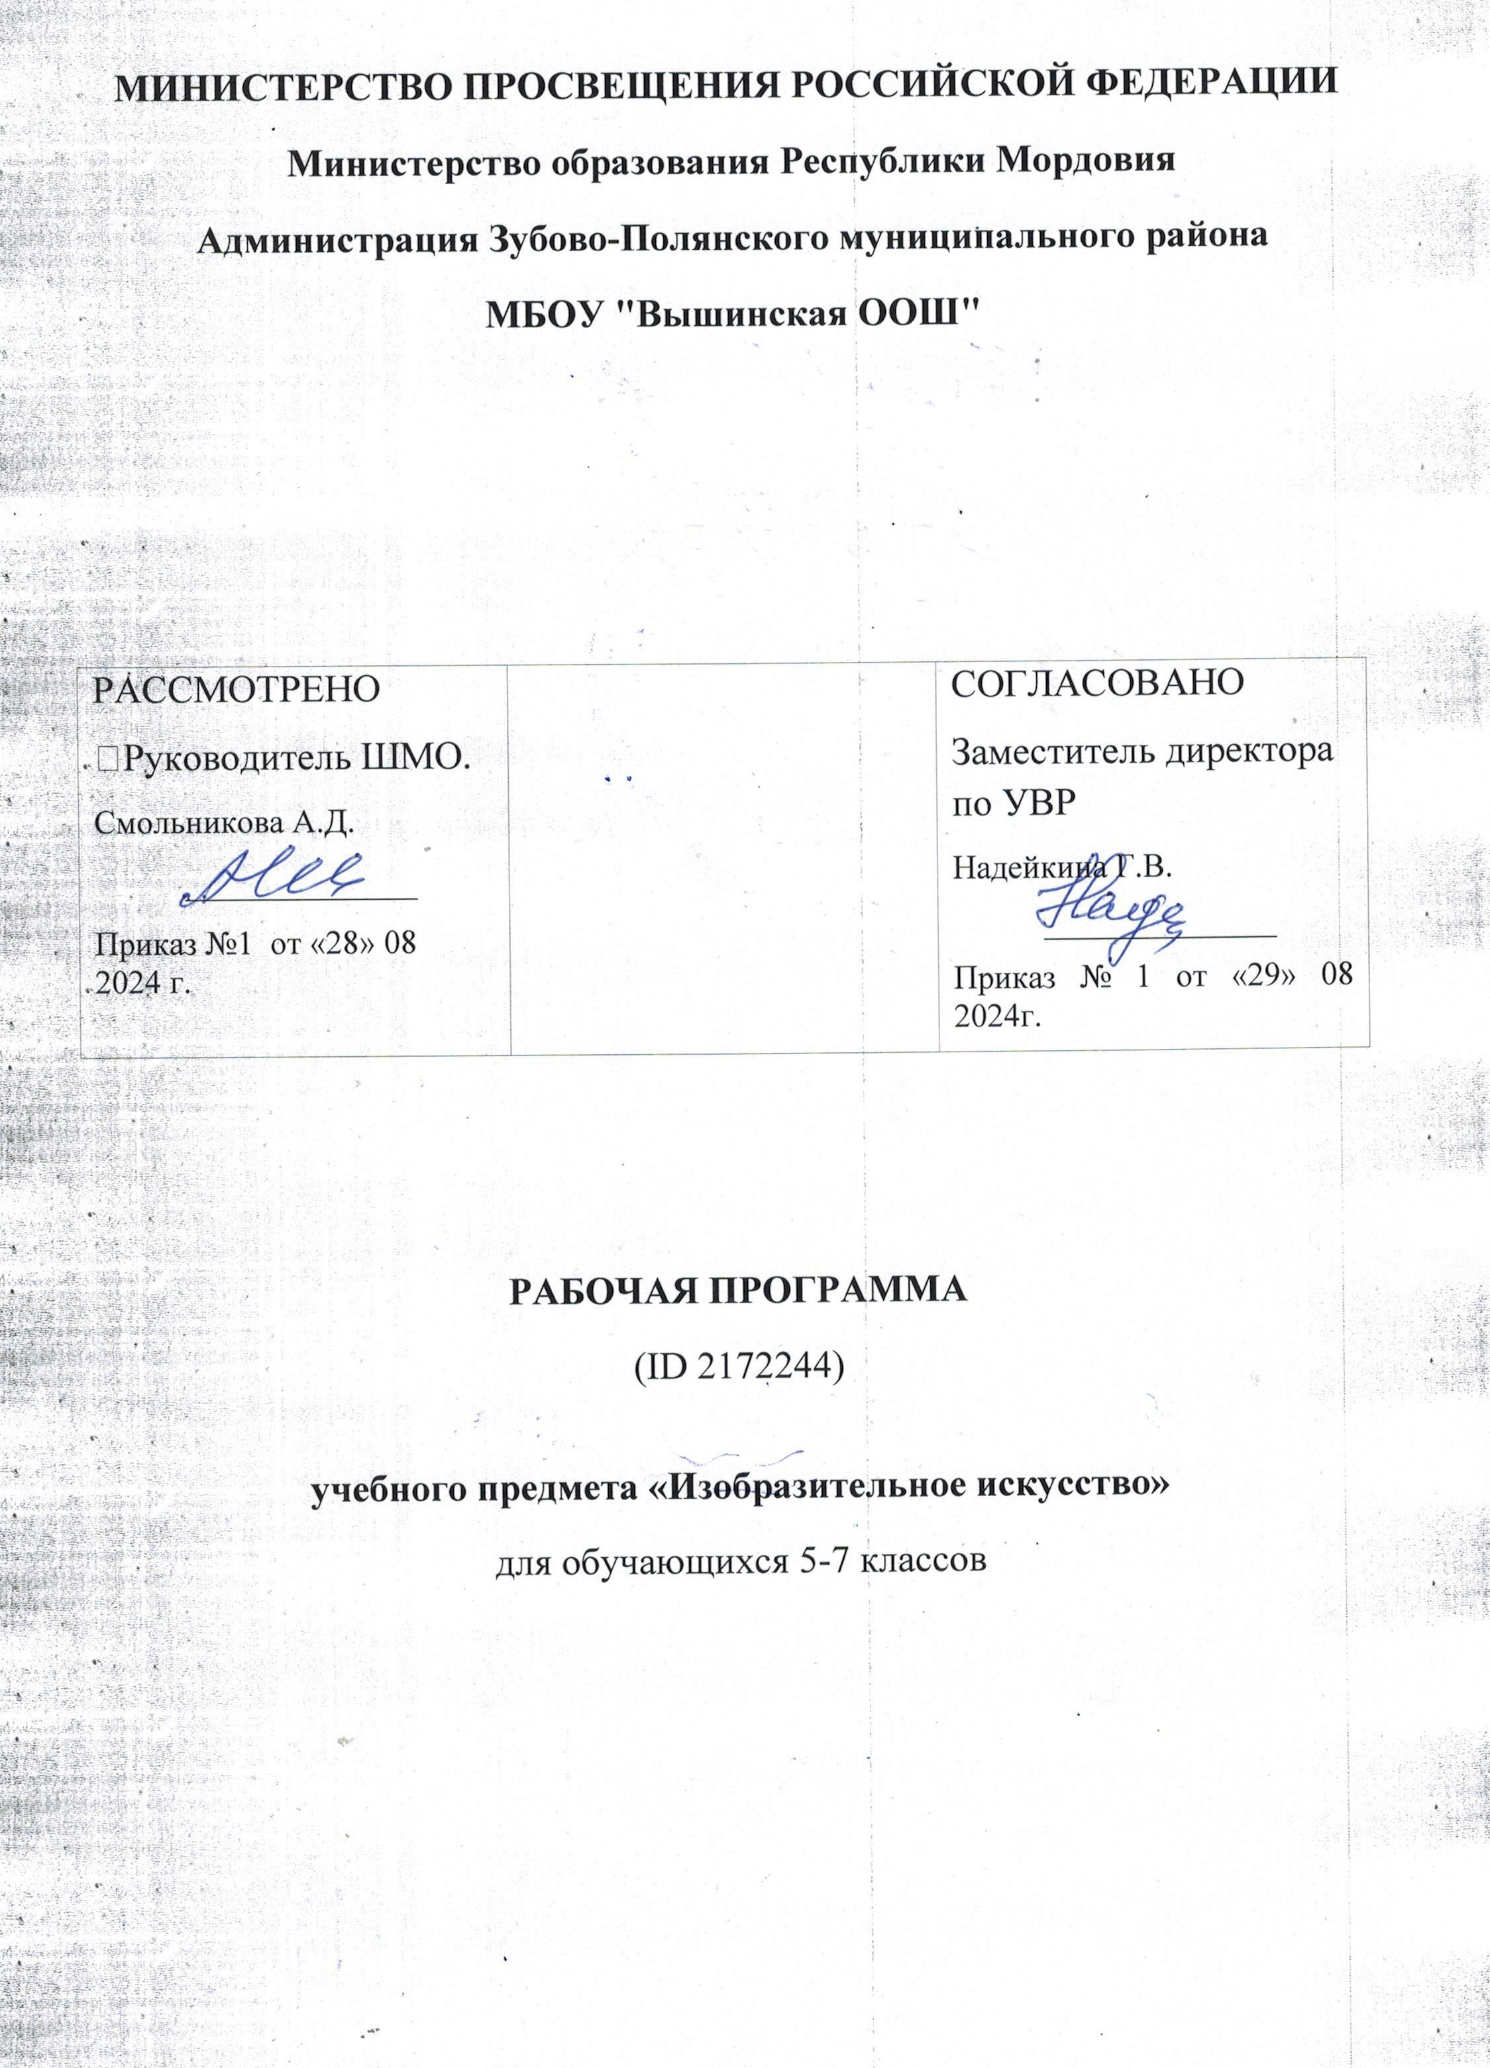 МИНИСТЕРСТВО ПРОСВЕЩЕНИЯ РОССИЙСКОЙ ФЕДЕРАЦИИ
Министерство образования Республики Мордовия
Администрация Зубово-Полянского муниципального района
МБОУ "Вышинская ООШ"
РАССМОТРЕНО
Руководитель ШМО.
Смольникова А.Д.
Приказ №1 от «28» 08
2024 г.
СОГЛАСОВАНО
Заместитель директора
по УВР
Надейкина Г.В.
Приказ № 1 от «29» 08
2024г.
РАБОЧАЯ ПРОГРАММА
(ID 2172244)
учебного предмета «Изобразительное искусство»
для обучающихся 5-7 классов